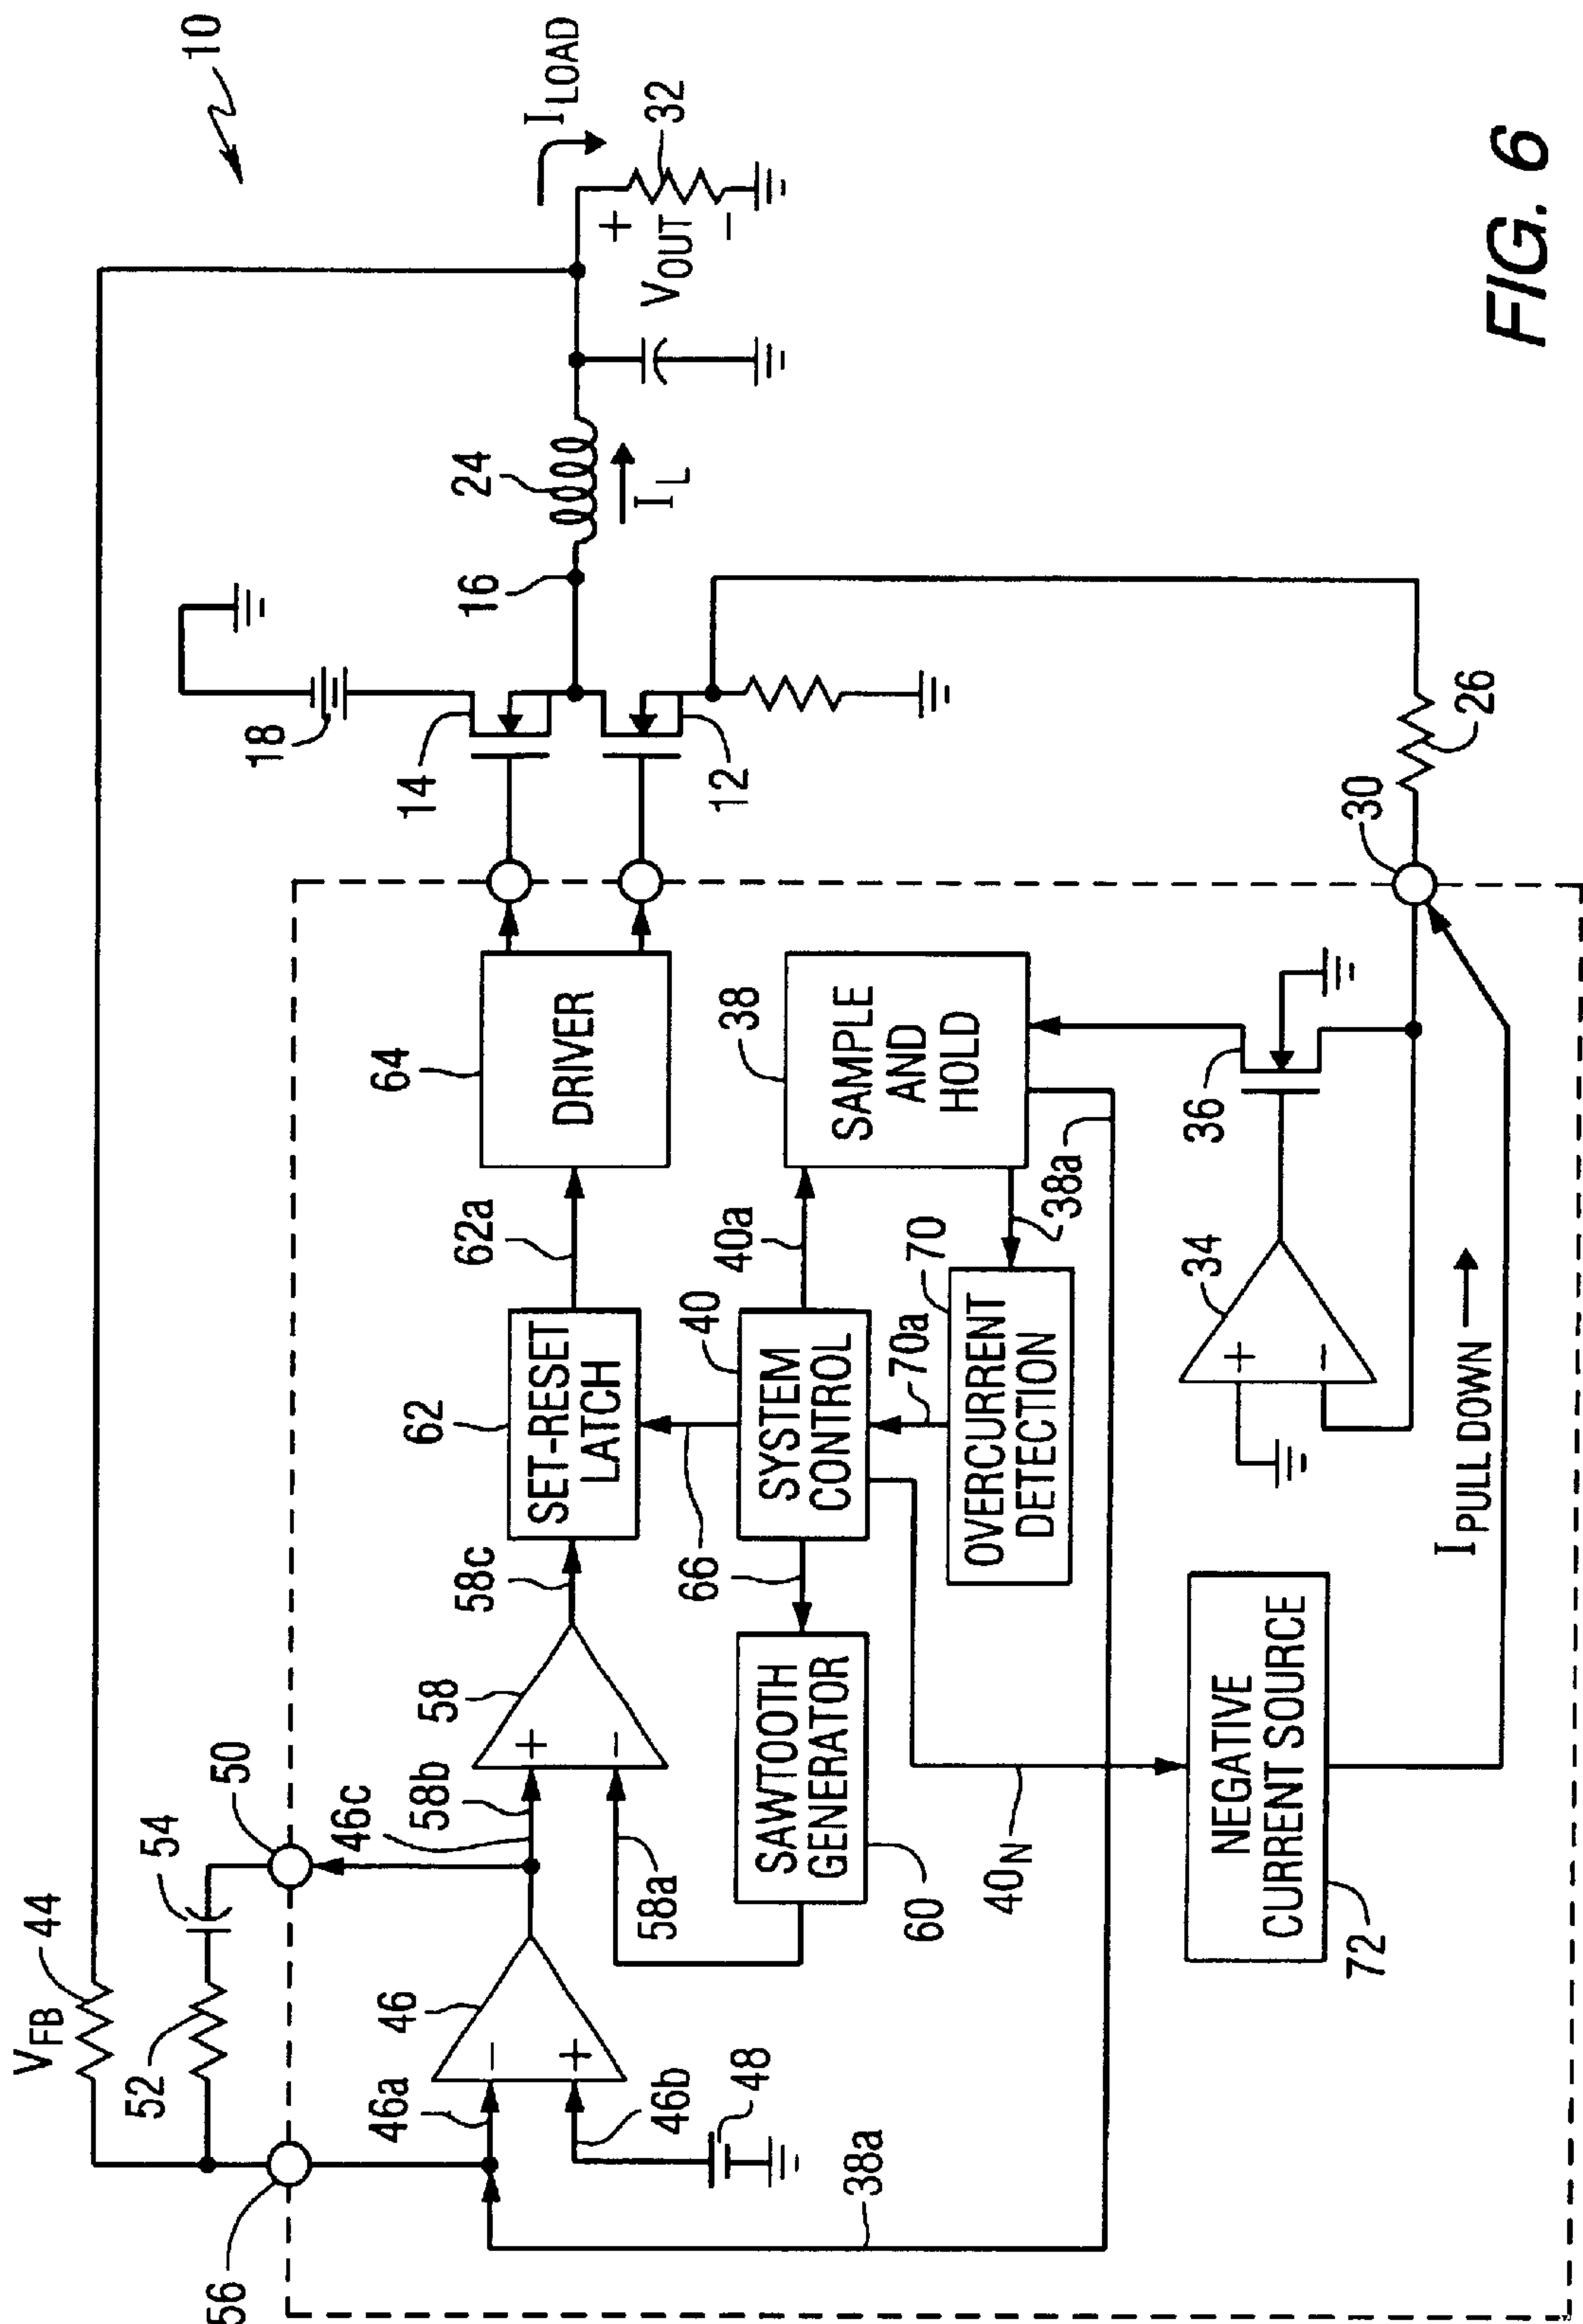 10
V_FB
44
52
54
50
56
46
46a
46b
46c
−
+
48
58
58a
58b
58c
+
−
62
SET-RESET
LATCH
62a
64
DRIVER
14
12
18
16
24
I_L
I_LOAD
32
+
V_OUT
−
66
40
SYSTEM
CONTROL
40a
38
SAMPLE
AND
HOLD
38a
SAWTOOTH
GENERATOR
60
70
70a
OVERCURRENT
DETECTION
38a
40_N
NEGATIVE
CURRENT SOURCE
72
34
+
−
36
30
26
I_PULL DOWN
FIG. 6